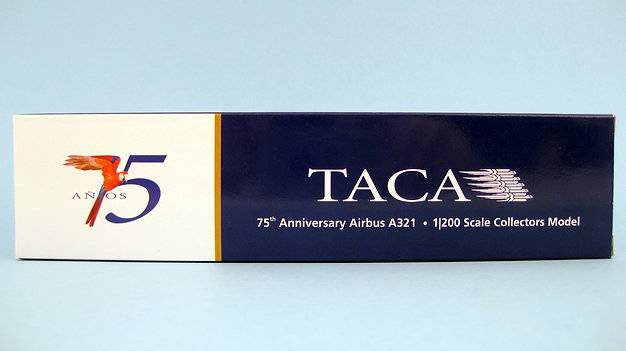 75
AÑOS
TACA
75th Anniversary Airbus A321 • 1|200 Scale Collectors Model